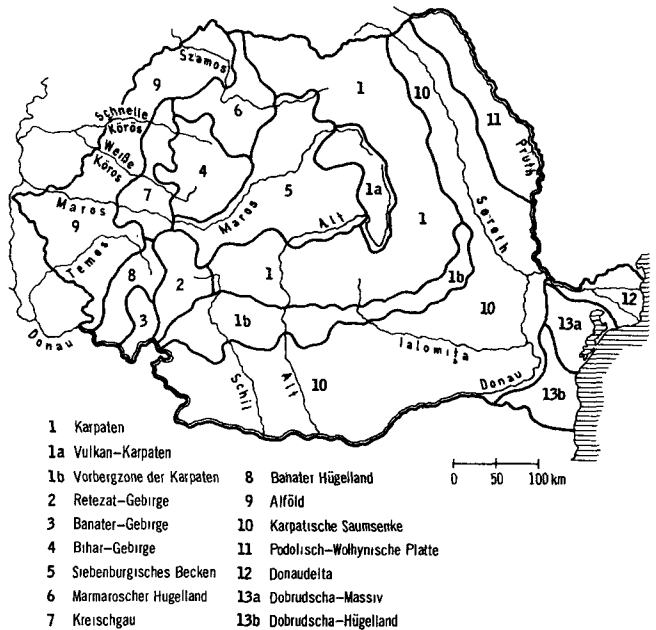 Szamos
9
1
10
11
Schnelle
Körös
6
Weiße
Körös
4
Pruth
7
5
1a
Maros
Maros
Alt
Sereth
9
Temes
8
2
1
1
1b
12
3
1b
10
13a
Donau
Ialomiţa
Schil
Alt
10
Donau
13b
1 Karpaten
1a Vulkan-Karpaten
1b Vorbergzone der Karpaten
2 Retezat-Gebirge
3 Banater-Gebirge
4 Bihar-Gebirge
5 Siebenburgisches Becken
6 Marmaroscher Hugelland
7 Kreischgau
8 Banater Hügelland
9 Alföld
10 Karpatische Saumsenke
11 Podolisch-Wolhynische Platte
12 Donaudelta
13a Dobrudscha-Massiv
13b Dobrudscha-Hügelland
0 50 100 km